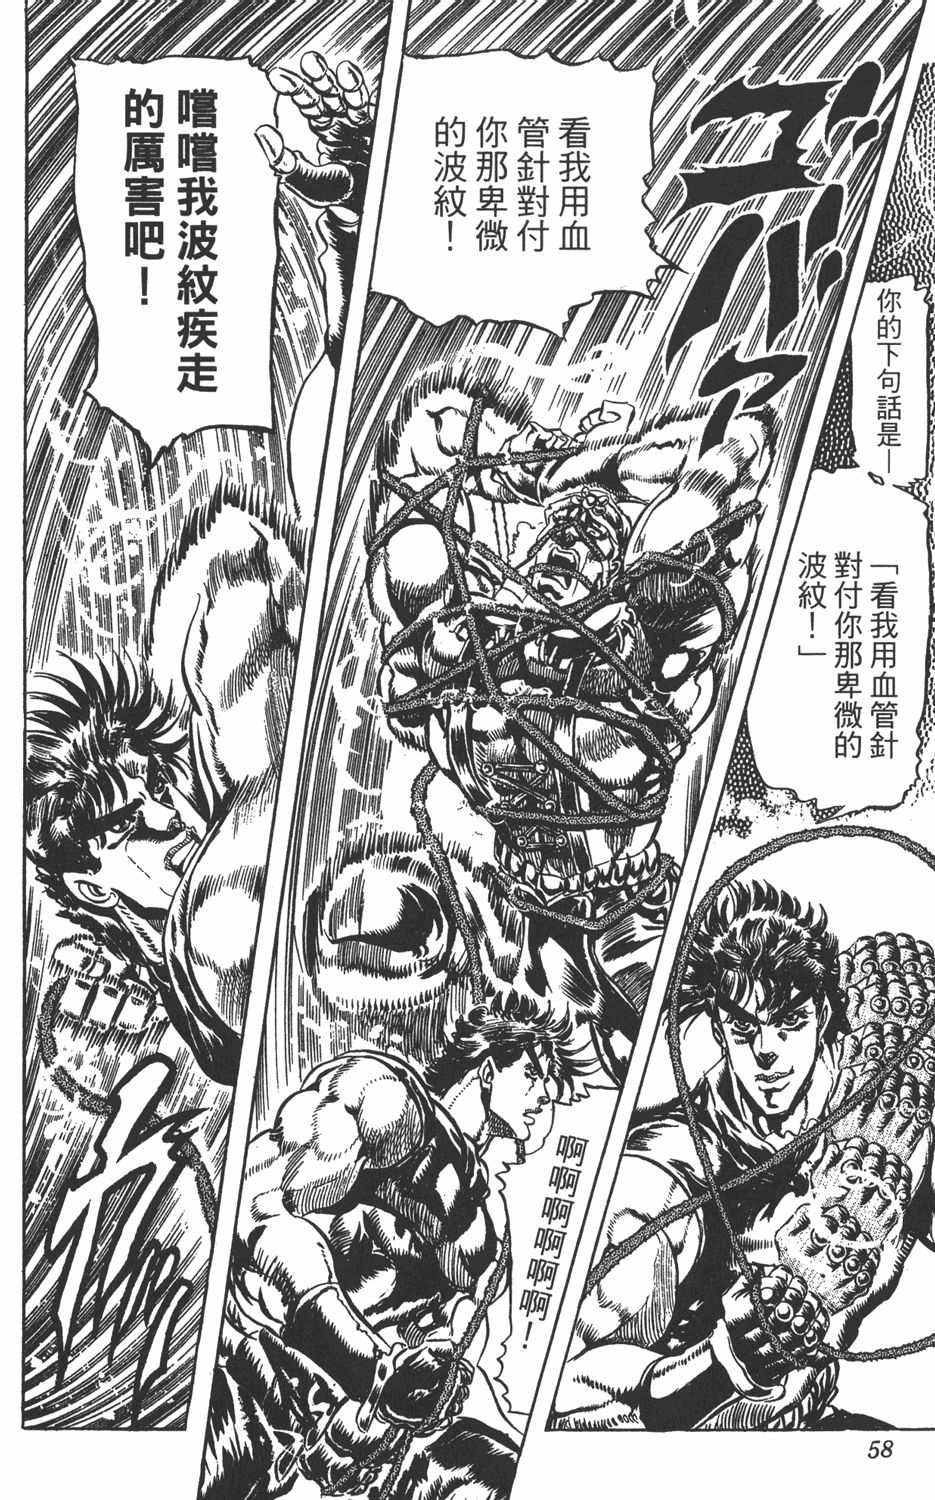 你的下句話是—
「看我用血管針
對付你那卑微的
波紋！」
ゴバァ
看我用血
管針對付
你那卑微
的波紋！
啊啊啊啊啊啊！
嚐嚐我波紋疾走
的厲害吧！
58